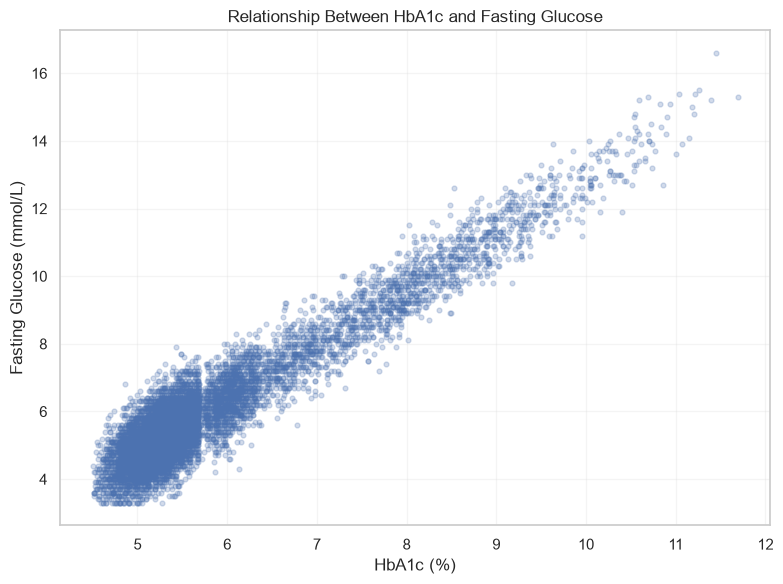 Relationship Between HbA1c and Fasting Glucose
Fasting Glucose (mmol/L)
16
14
12
10
8
6
4
5 6 7 8 9 10 11 12
HbA1c (%)